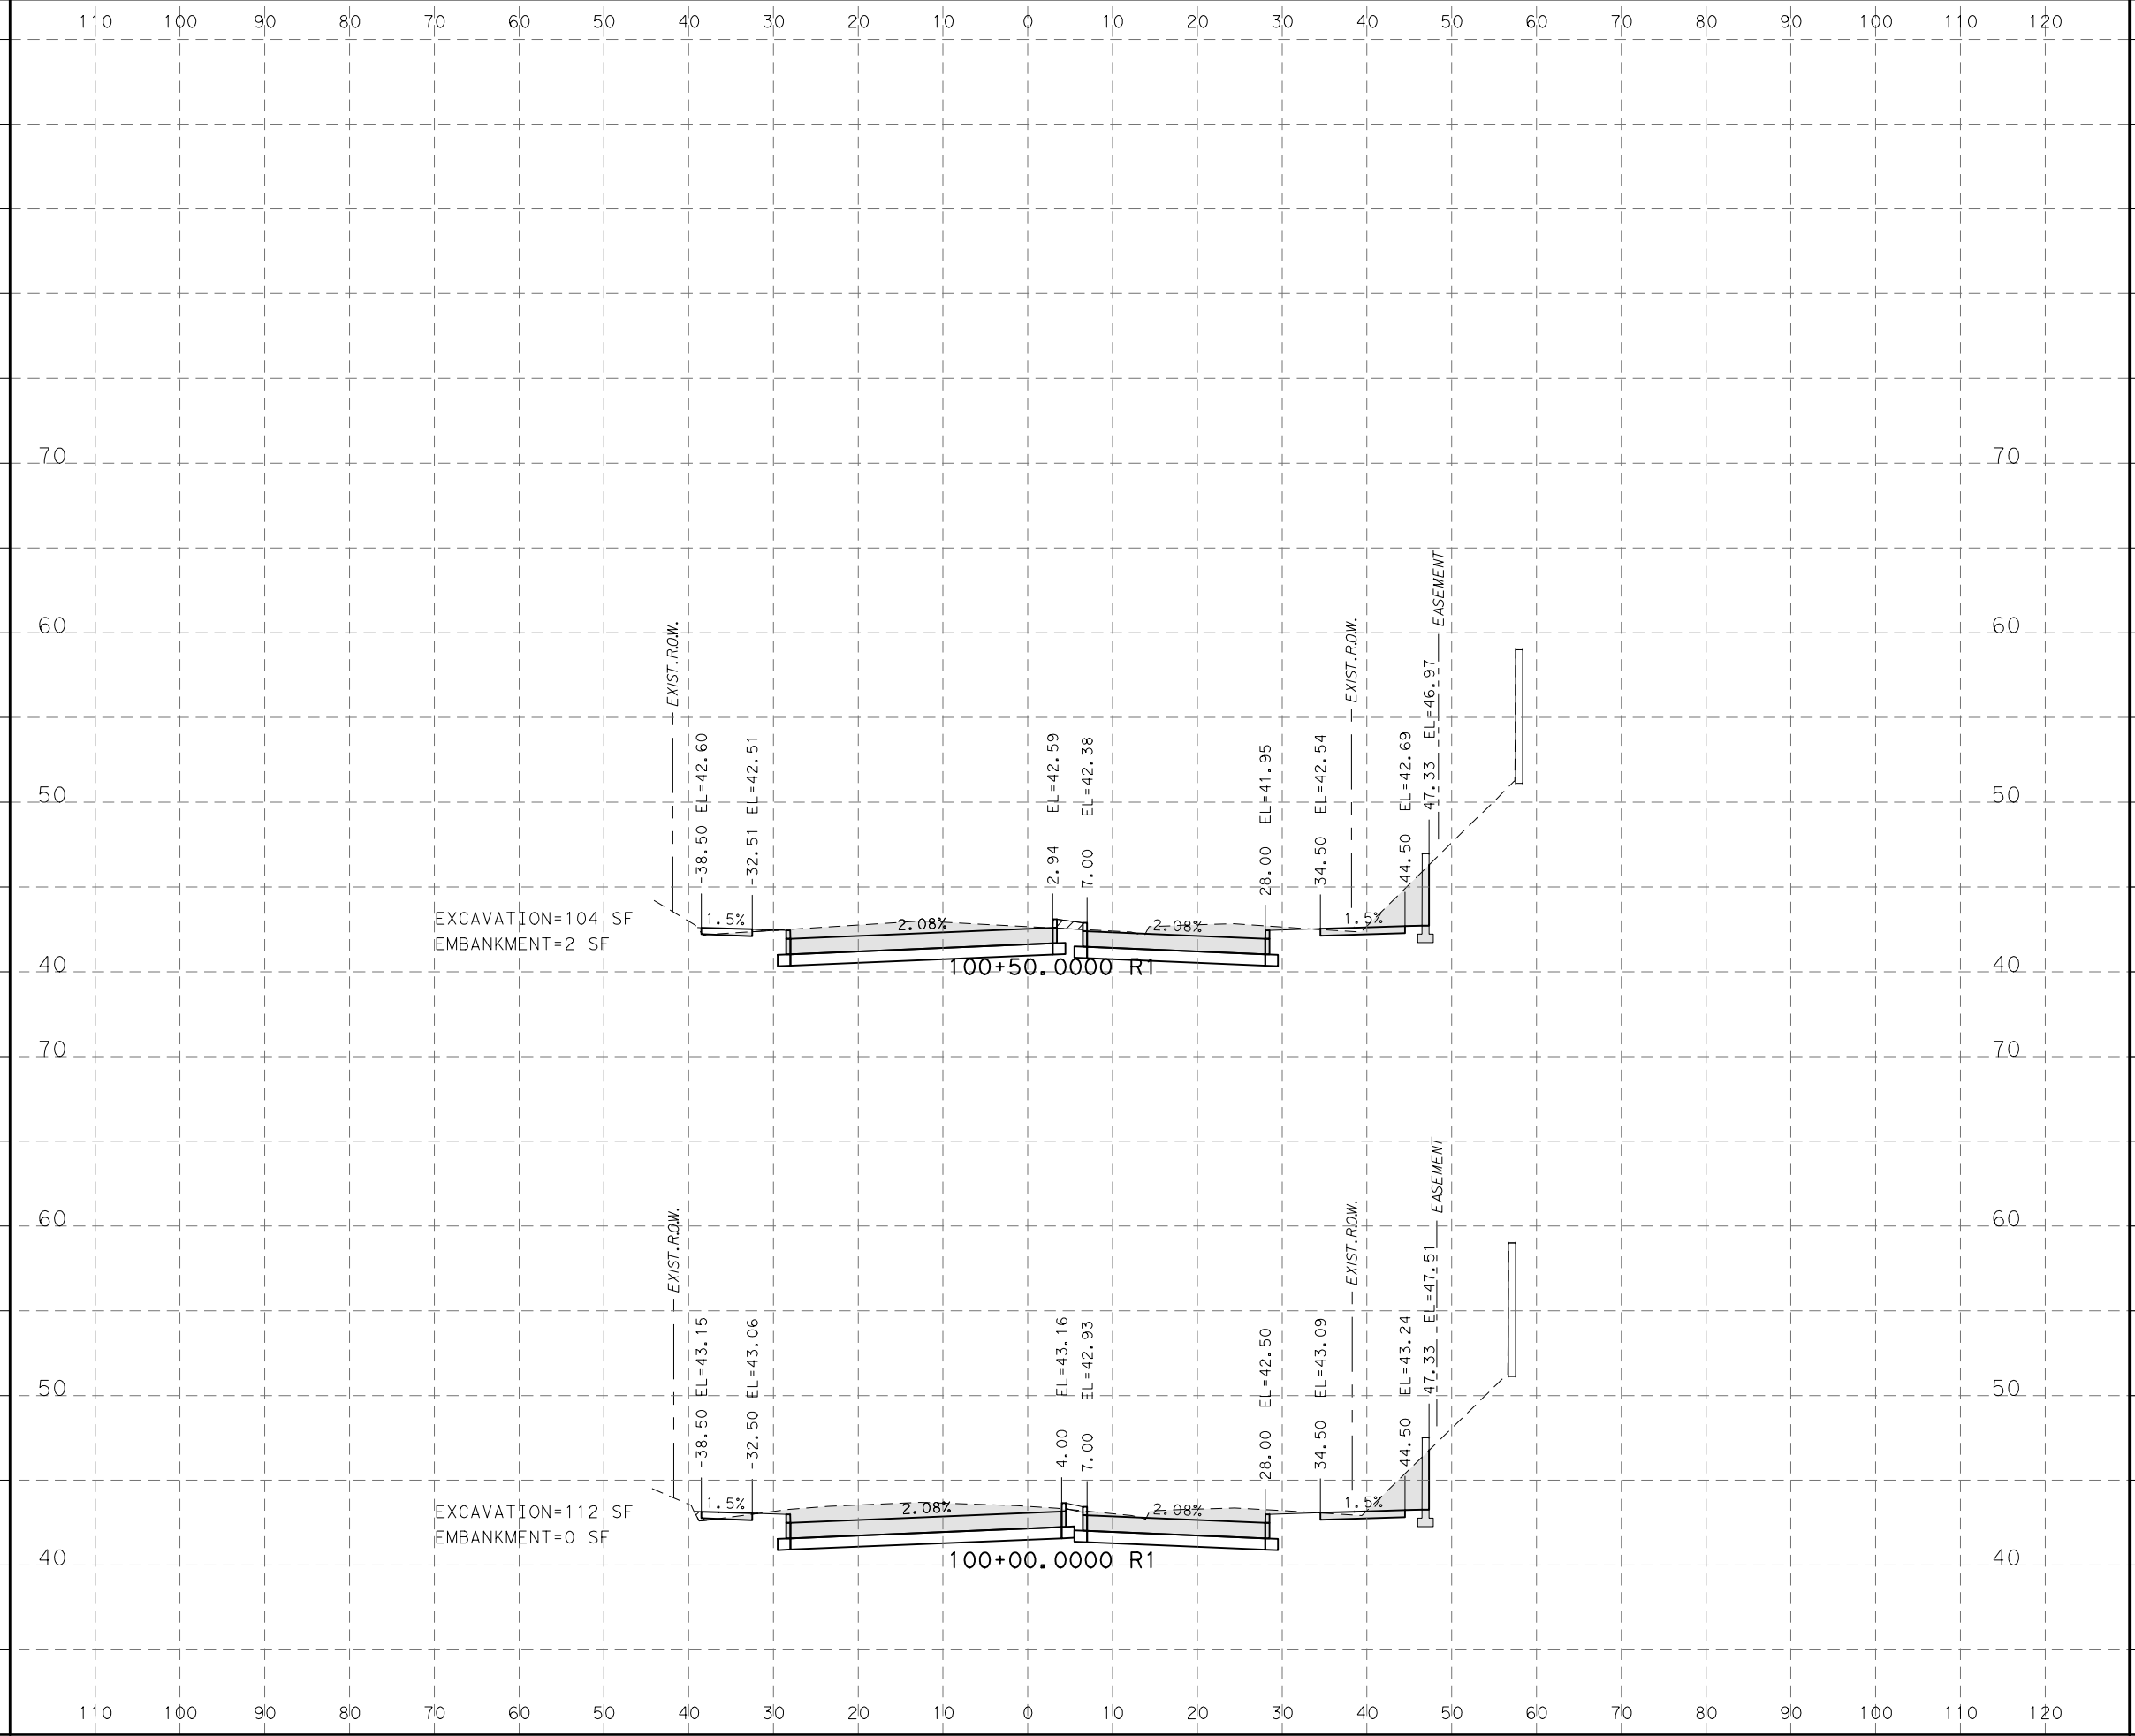 110 100 90 80 70 60 50 40 30 20 10 0 10 20 30 40 50 60 70 80 90 100 110 120
70 70
EASEMENT
60 EXIST.R.O.W. EXIST.R.O.W. 60
50 50
-38.50 EL=42.60
-32.51 EL=42.51
2.94 EL=42.59
7.00 EL=42.38
28.00 EL=41.95
34.50 EL=42.54
44.50 EL=42.69
47.33 EL=46.97
EXCAVATION=104 SF
EMBANKMENT=2 SF
1.5% 2.08% 2.08% 1.5%
40 40
100+50.0000 R1
70 70
EASEMENT
60 EXIST.R.O.W. EXIST.R.O.W. 60
50 50
-38.50 EL=43.15
-32.50 EL=43.06
4.00 EL=43.16
7.00 EL=42.93
28.00 EL=42.50
34.50 EL=43.09
44.50 EL=43.24
47.33 EL=47.51
EXCAVATION=112 SF
EMBANKMENT=0 SF
1.5% 2.08% 2.08% 1.5%
40 40
100+00.0000 R1
110 100 90 80 70 60 50 40 30 20 10 0 10 20 30 40 50 60 70 80 90 100 110 120